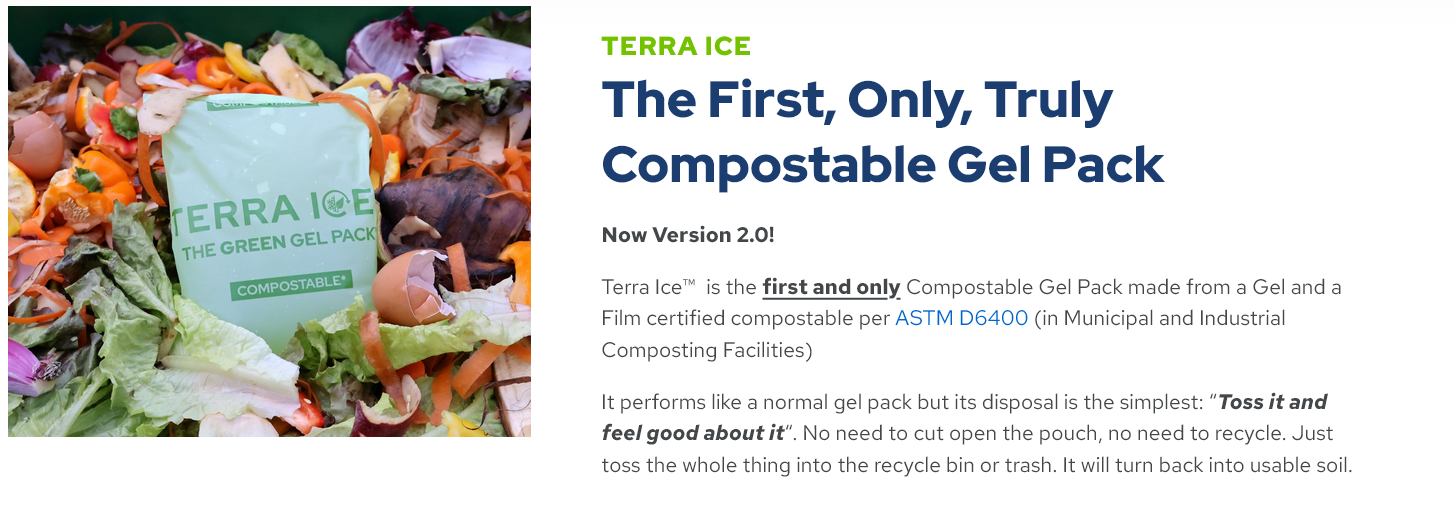 COMPOSTABLE
TERRA ICE
THE GREEN GEL PACK
COMPOSTABLE*
TERRA ICE
The First, Only, Truly
Compostable Gel Pack
Now Version 2.0!
Terra Ice™ is the first and only Compostable Gel Pack made from a Gel and a
Film certified compostable per ASTM D6400 (in Municipal and Industrial
Composting Facilities)
It performs like a normal gel pack but its disposal is the simplest: “Toss it and
feel good about it“. No need to cut open the pouch, no need to recycle. Just
toss the whole thing into the recycle bin or trash. It will turn back into usable soil.